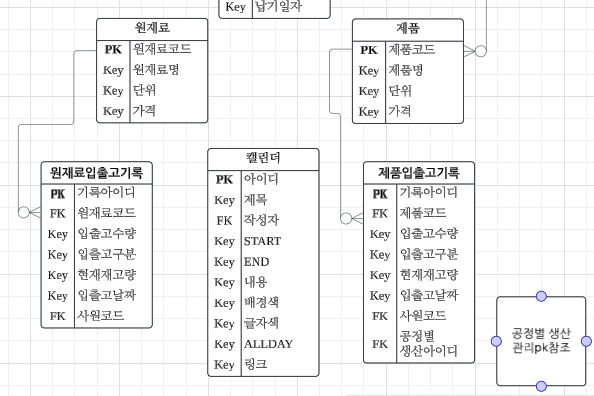 Key 납기일자
원재료
PK 원재료코드
Key 원재료명
Key 단위
Key 가격
제품
PK 제품코드
Key 제품명
Key 단위
Key 가격
원재료입출고기록
PK 기록아이디
FK 원재료코드
Key 입출고수량
Key 입출고구분
Key 현재재고량
Key 입출고날짜
FK 사원코드
캘린더
PK 아이디
Key 제목
FK 작성자
Key START
Key END
Key 내용
Key 배경색
Key 글자색
Key ALLDAY
Key 링크
제품입출고기록
PK 기록아이디
FK 제품코드
Key 입출고수량
Key 입출고구분
Key 현재재고량
Key 입출고날짜
FK 사원코드
FK 공정별
생산아이디
공정별 생산
관리pk참조